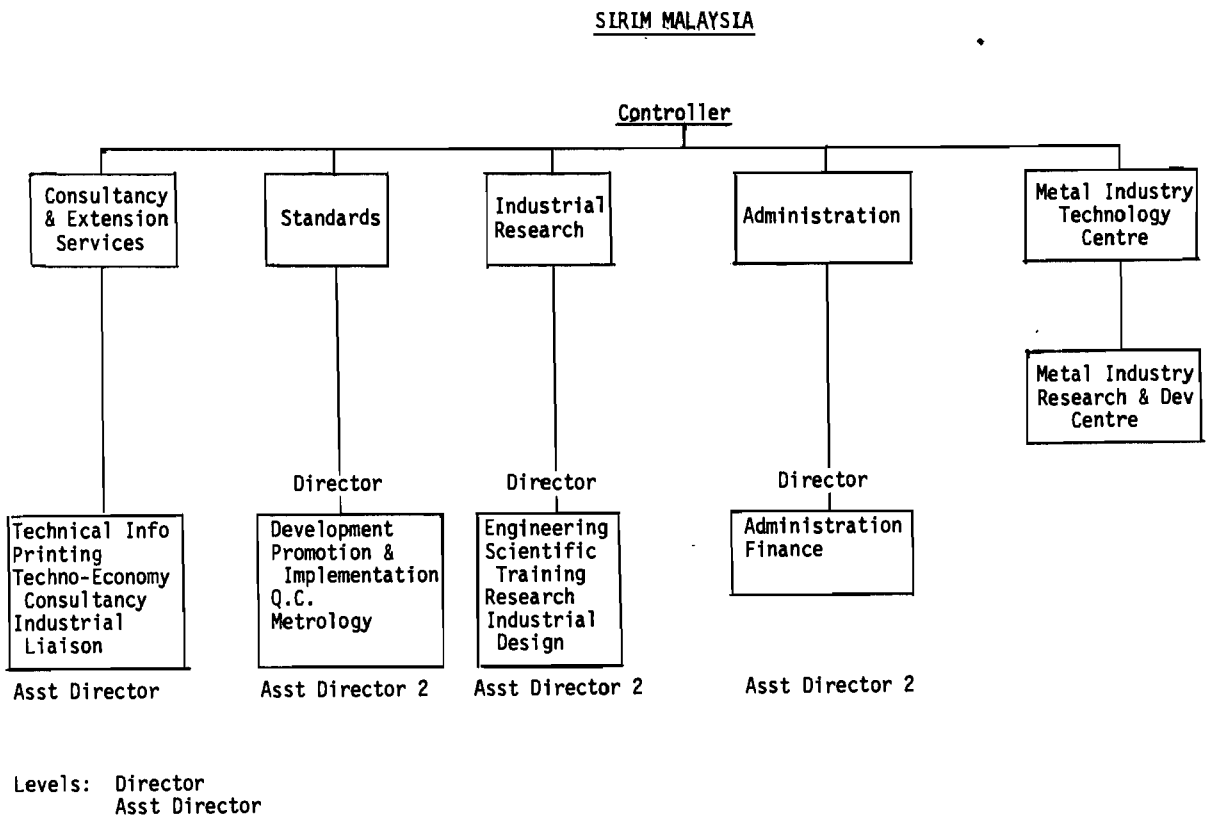 SIRIM MALAYSIA
Controller
Consultancy
& Extension
Services
Standards
Industrial
Research
Administration
Metal Industry
Technology
Centre
Metal Industry
Research & Dev
Centre
Director
Director
Director
Technical Info
Printing
Techno-Economy
Consultancy
Industrial
Liaison
Development
Promotion &
Implementation
Q.C.
Metrology
Engineering
Scientific
Training
Research
Industrial
Design
Administration
Finance
Asst Director
Asst Director 2
Asst Director 2
Asst Director 2
Levels: Director
Asst Director